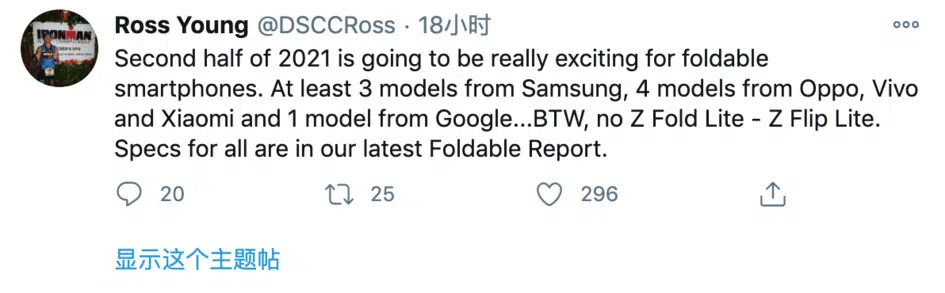 Ross Young @DSCCRoss · 18小时
Second half of 2021 is going to be really exciting for foldable
smartphones. At least 3 models from Samsung, 4 models from Oppo, Vivo
and Xiaomi and 1 model from Google...BTW, no Z Fold Lite - Z Flip Lite.
Specs for all are in our latest Foldable Report.
20 25 296
显示这个主题帖